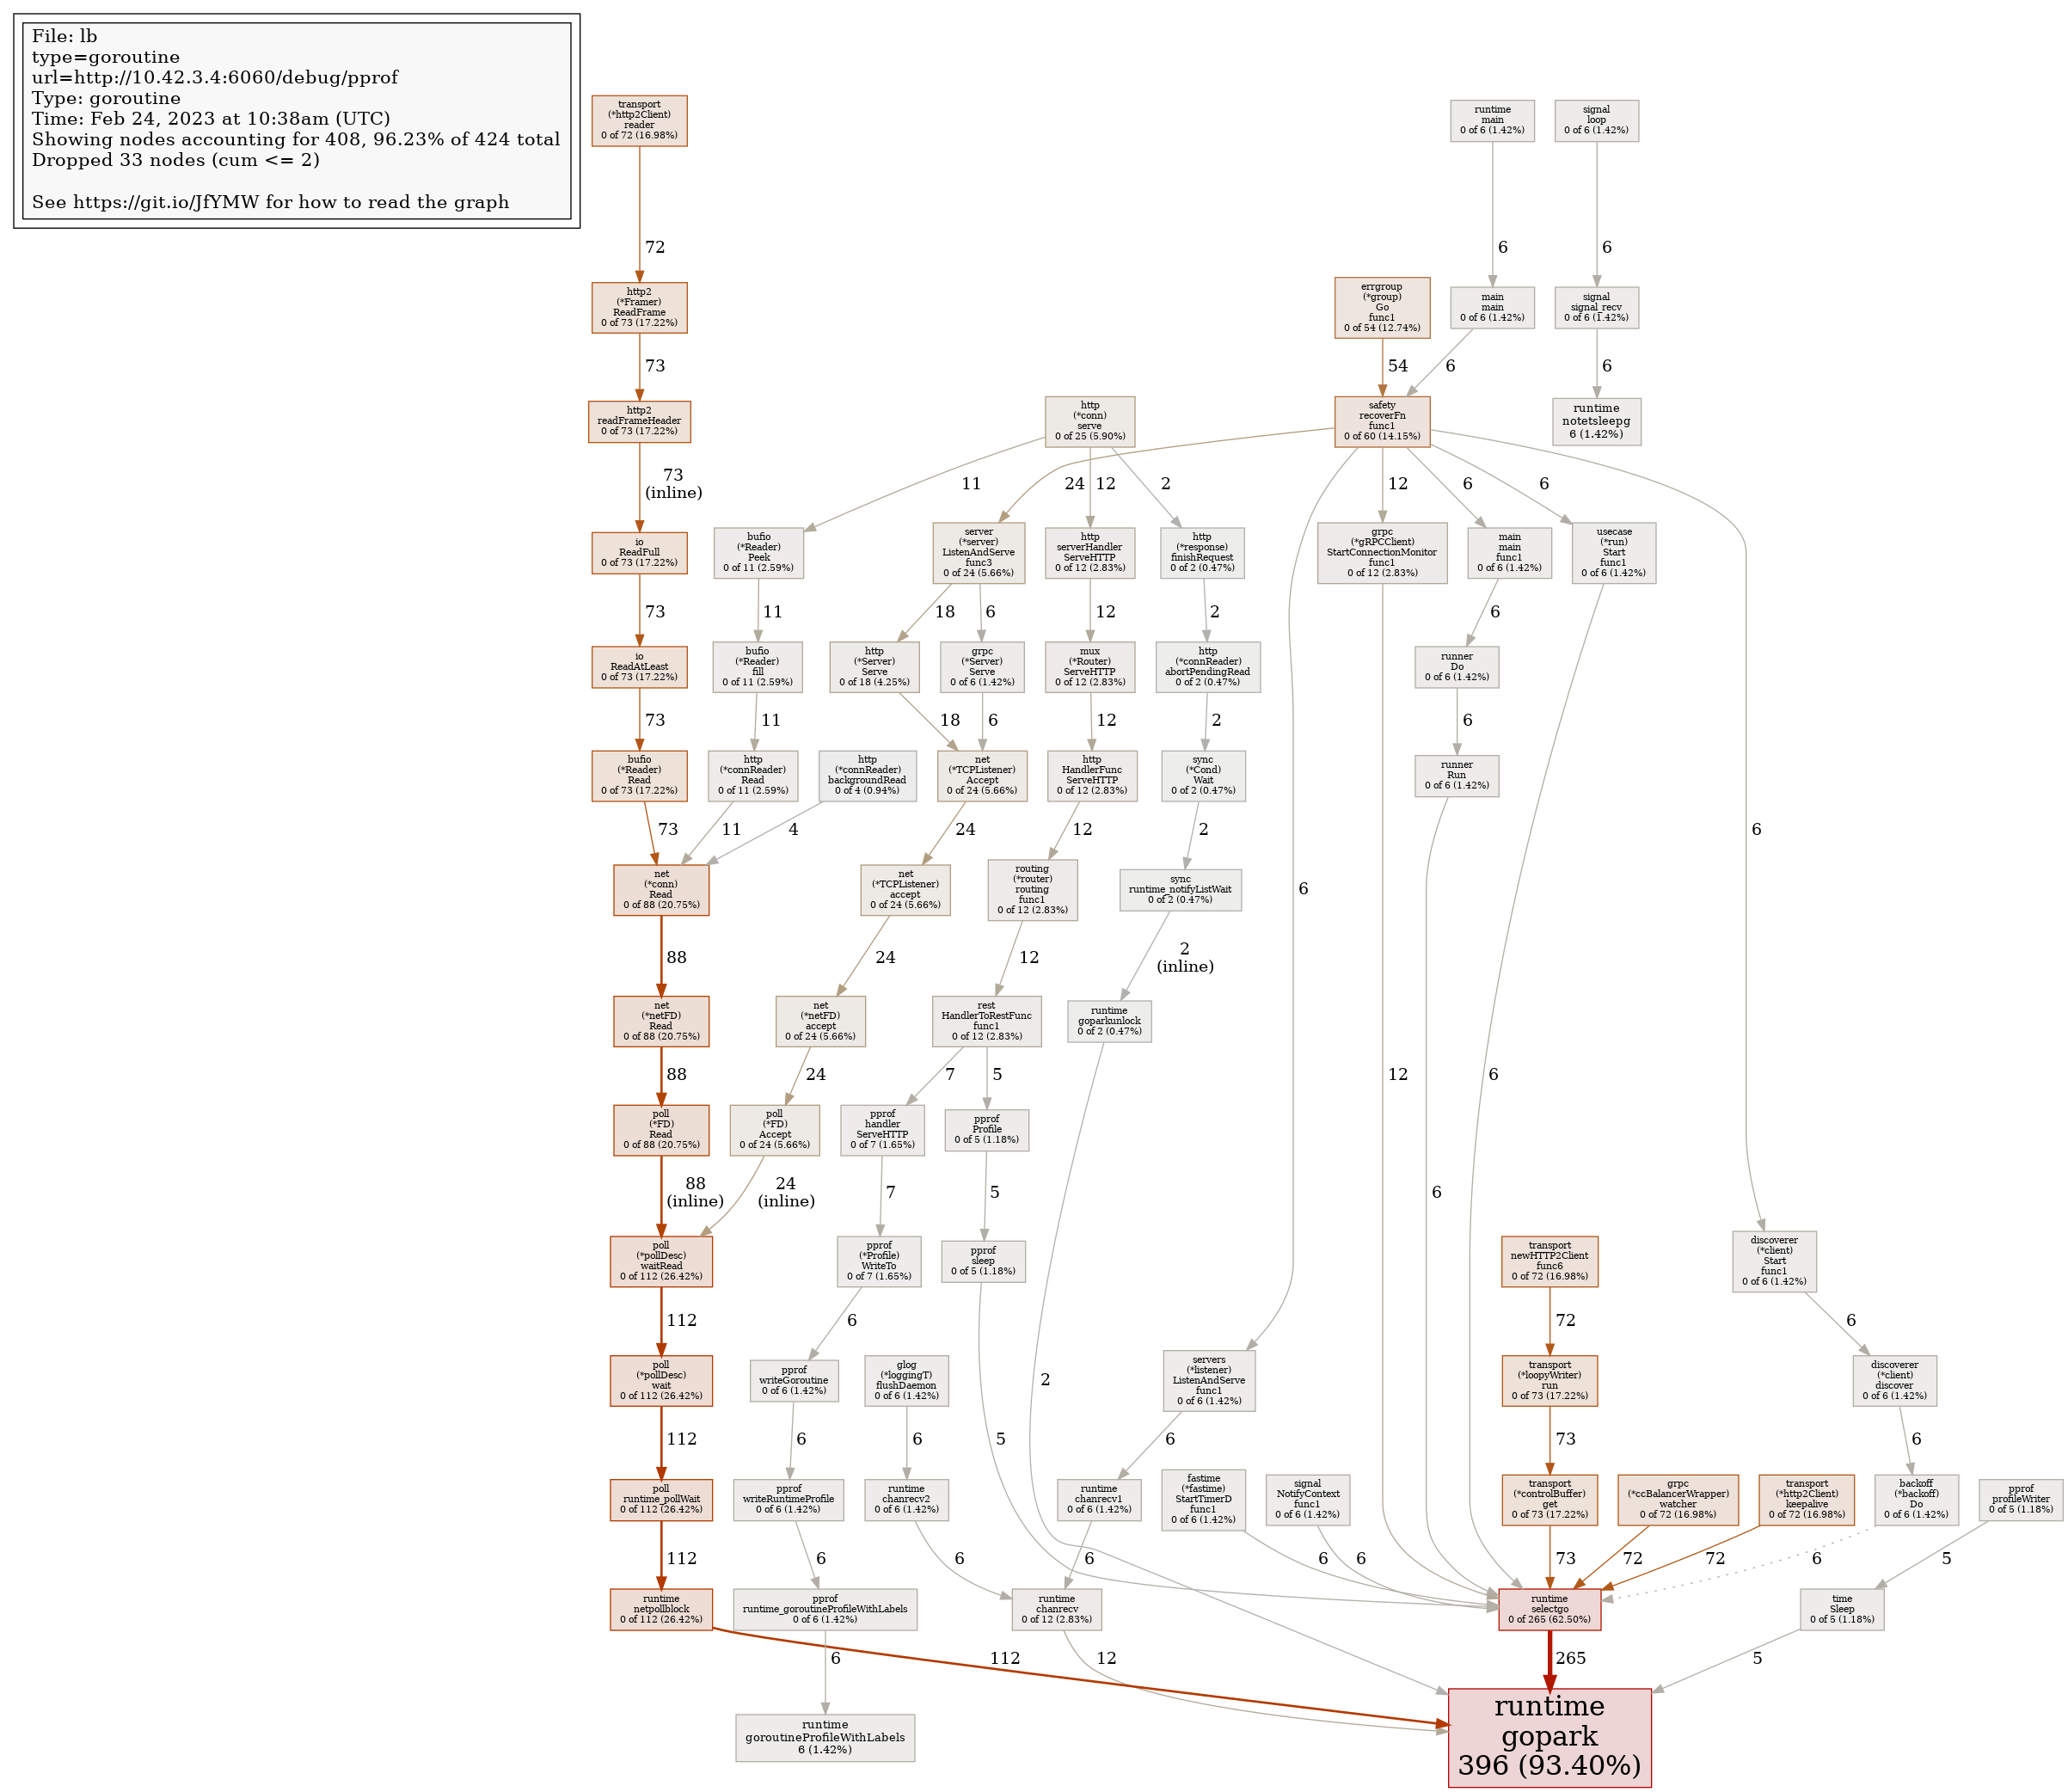 File: lb
type=goroutine
url=http://10.42.3.4:6060/debug/pprof
Type: goroutine
Time: Feb 24, 2023 at 10:38am (UTC)
Showing nodes accounting for 408, 96.23% of 424 total
Dropped 33 nodes (cum <= 2)
See https://git.io/JfYMW for how to read the graph
transport
(*http2Client)
reader
0 of 72 (16.98%)
runtime
main
0 of 6 (1.42%)
signal
loop
0 of 6 (1.42%)
72
6
6
http2
(*Framer)
ReadFrame
0 of 73 (17.22%)
errgroup
(*group)
Go
func1
0 of 54 (12.74%)
main
main
0 of 6 (1.42%)
signal
signal_recv
0 of 6 (1.42%)
73
54
6
6
http2
readFrameHeader
0 of 73 (17.22%)
http
(*conn)
serve
0 of 25 (5.90%)
safety
recoverFn
func1
0 of 60 (14.15%)
runtime
notetsleepg
6 (1.42%)
73
(inline)
11
24
12
2
12
6
6
io
ReadFull
0 of 73 (17.22%)
bufio
(*Reader)
Peek
0 of 11 (2.59%)
server
(*server)
ListenAndServe
func3
0 of 24 (5.66%)
http
serverHandler
ServeHTTP
0 of 12 (2.83%)
http
(*response)
finishRequest
0 of 2 (0.47%)
grpc
(*gRPCClient)
StartConnectionMonitor
func1
0 of 12 (2.83%)
main
main
func1
0 of 6 (1.42%)
usecase
(*run)
Start
func1
0 of 6 (1.42%)
73
11
18
6
12
2
6
io
ReadAtLeast
0 of 73 (17.22%)
bufio
(*Reader)
fill
0 of 11 (2.59%)
http
(*Server)
Serve
0 of 18 (4.25%)
grpc
(*Server)
Serve
0 of 6 (1.42%)
mux
(*Router)
ServeHTTP
0 of 12 (2.83%)
http
(*connReader)
abortPendingRead
0 of 2 (0.47%)
runner
Do
0 of 6 (1.42%)
73
11
18
6
12
2
6
bufio
(*Reader)
Read
0 of 73 (17.22%)
http
(*connReader)
Read
0 of 11 (2.59%)
http
(*connReader)
backgroundRead
0 of 4 (0.94%)
net
(*TCPListener)
Accept
0 of 24 (5.66%)
http
HandlerFunc
ServeHTTP
0 of 12 (2.83%)
sync
(*Cond)
Wait
0 of 2 (0.47%)
runner
Run
0 of 6 (1.42%)
73
11
4
24
12
2
6
net
(*conn)
Read
0 of 88 (20.75%)
net
(*TCPListener)
accept
0 of 24 (5.66%)
routing
(*router)
routing
func1
0 of 12 (2.83%)
sync
runtime_notifyListWait
0 of 2 (0.47%)
6
88
24
12
2
(inline)
net
(*netFD)
Read
0 of 88 (20.75%)
net
(*netFD)
accept
0 of 24 (5.66%)
rest
HandlerToRestFunc
func1
0 of 12 (2.83%)
runtime
goparkunlock
0 of 2 (0.47%)
88
24
7
5
12
6
poll
(*FD)
Read
0 of 88 (20.75%)
poll
(*FD)
Accept
0 of 24 (5.66%)
pprof
handler
ServeHTTP
0 of 7 (1.65%)
pprof
Profile
0 of 5 (1.18%)
88
(inline)
24
(inline)
7
5
6
poll
(*pollDesc)
waitRead
0 of 112 (26.42%)
pprof
(*Profile)
WriteTo
0 of 7 (1.65%)
pprof
sleep
0 of 5 (1.18%)
transport
newHTTP2Client
func6
0 of 72 (16.98%)
discoverer
(*client)
Start
func1
0 of 6 (1.42%)
112
6
72
6
poll
(*pollDesc)
wait
0 of 112 (26.42%)
pprof
writeGoroutine
0 of 6 (1.42%)
glog
(*loggingT)
flushDaemon
0 of 6 (1.42%)
2
servers
(*listener)
ListenAndServe
func1
0 of 6 (1.42%)
transport
(*loopyWriter)
run
0 of 73 (17.22%)
discoverer
(*client)
discover
0 of 6 (1.42%)
112
6
6
5
6
73
6
poll
runtime_pollWait
0 of 112 (26.42%)
pprof
writeRuntimeProfile
0 of 6 (1.42%)
runtime
chanrecv2
0 of 6 (1.42%)
runtime
chanrecv1
0 of 6 (1.42%)
fastime
(*fastime)
StartTimerD
func1
0 of 6 (1.42%)
signal
NotifyContext
func1
0 of 6 (1.42%)
transport
(*controlBuffer)
get
0 of 73 (17.22%)
grpc
(*ccBalancerWrapper)
watcher
0 of 72 (16.98%)
transport
(*http2Client)
keepalive
0 of 72 (16.98%)
backoff
(*backoff)
Do
0 of 6 (1.42%)
pprof
profileWriter
0 of 5 (1.18%)
112
6
6
6
6
6
73
72
72
6
5
runtime
netpollblock
0 of 112 (26.42%)
pprof
runtime_goroutineProfileWithLabels
0 of 6 (1.42%)
runtime
chanrecv
0 of 12 (2.83%)
runtime
selectgo
0 of 265 (62.50%)
time
Sleep
0 of 5 (1.18%)
6
112
12
265
5
runtime
goroutineProfileWithLabels
6 (1.42%)
runtime
gopark
396 (93.40%)